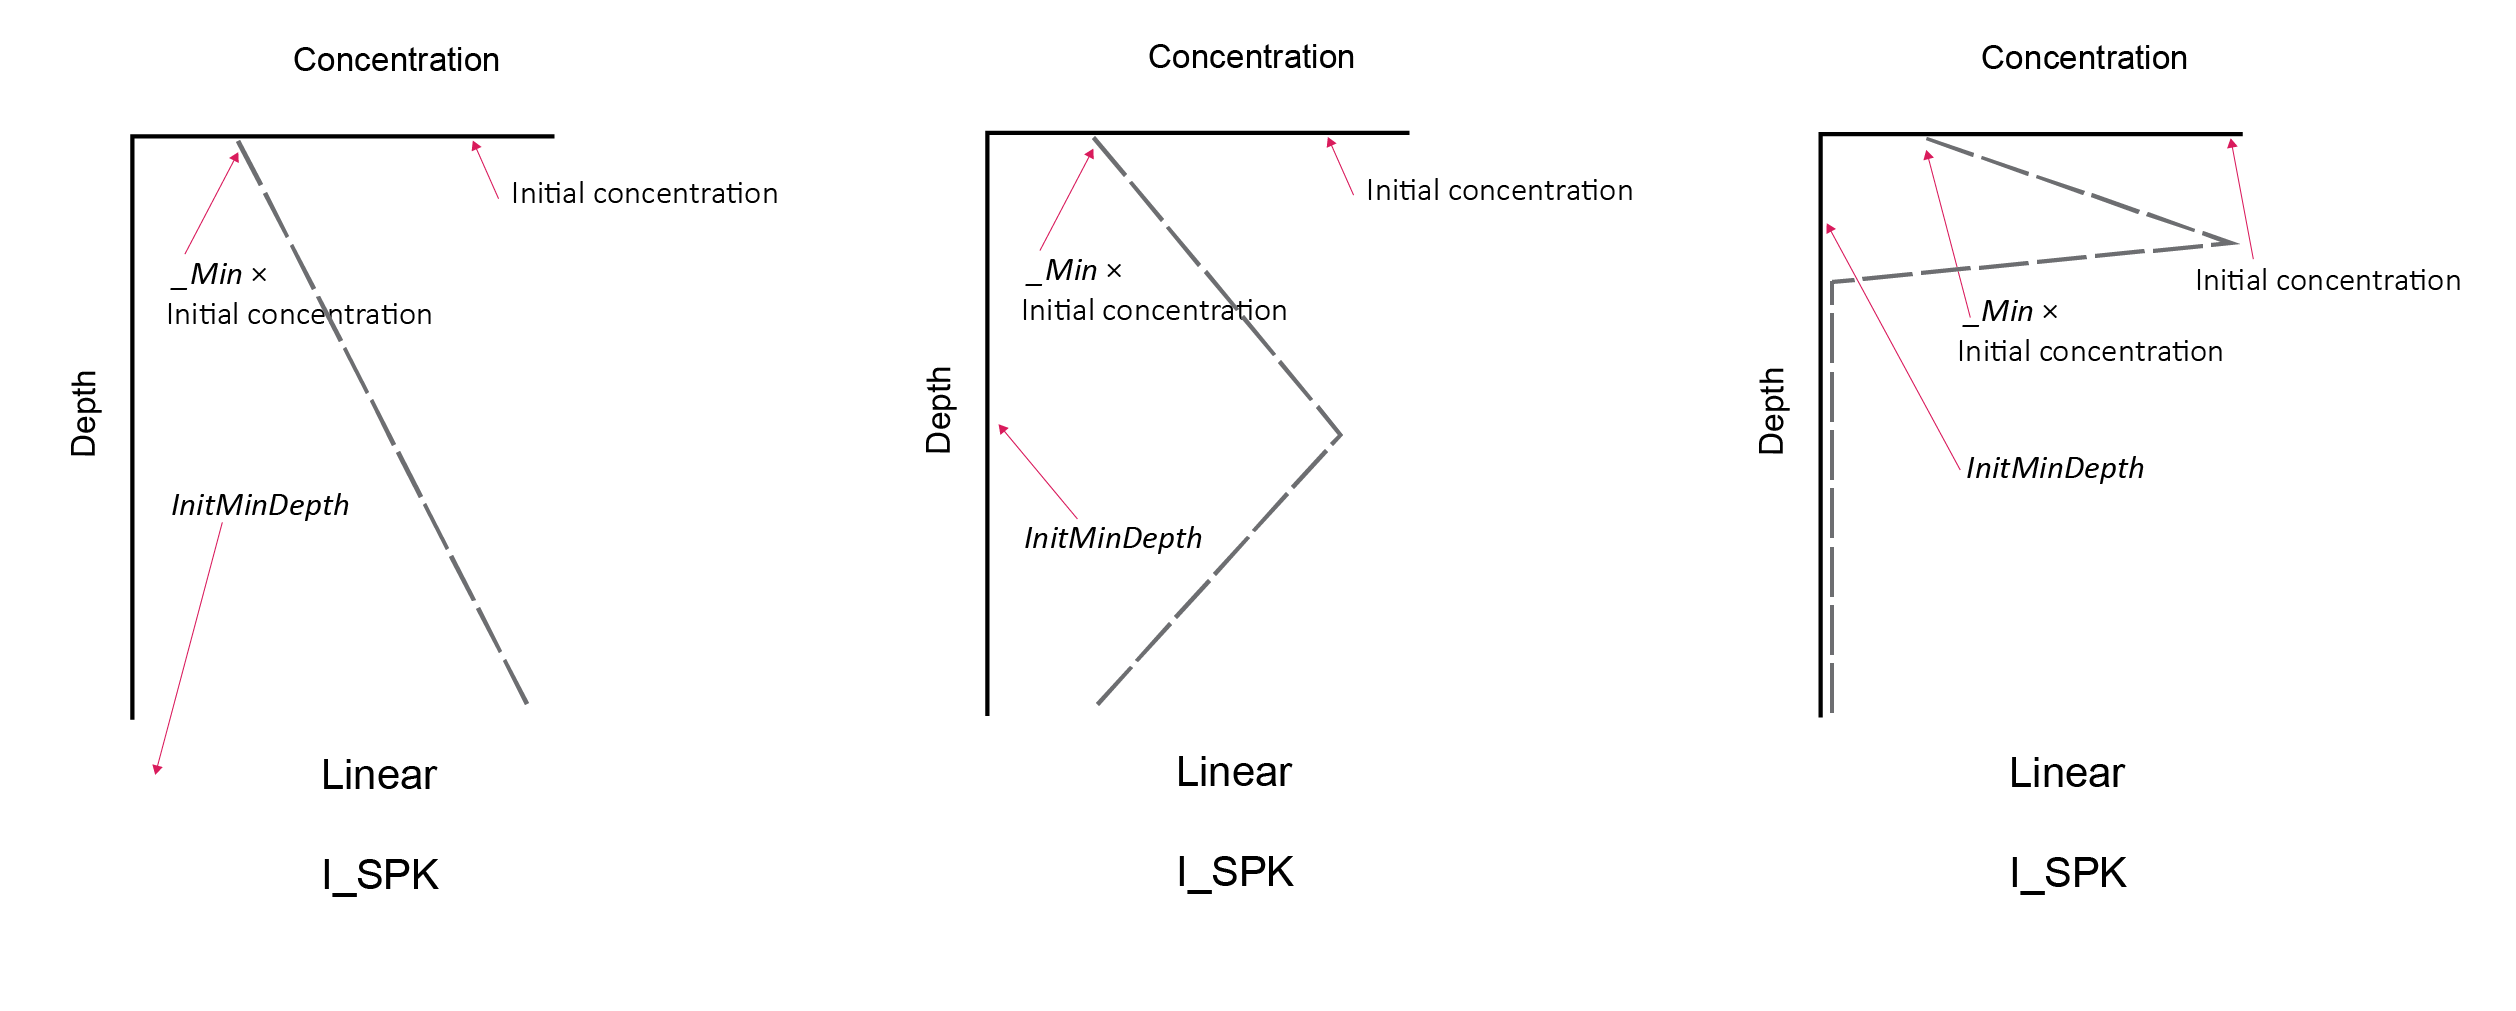 Concentration
Initial concentration
_Min ×
Initial concentration
Depth
InitMinDepth
Linear
I_SPK
Concentration
Initial concentration
_Min ×
Initial concentration
Depth
InitMinDepth
Linear
I_SPK
Concentration
Initial concentration
_Min ×
Initial concentration
Depth
InitMinDepth
Linear
I_SPK